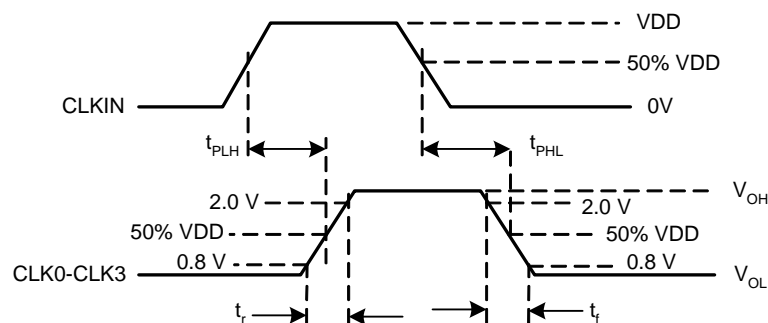 VDD
50% VDD
CLKIN
0V
tPLH
tPHL
2.0 V
2.0 V
VOH
50% VDD
50% VDD
0.8 V
0.8 V
CLK0-CLK3
VOL
tr
tf